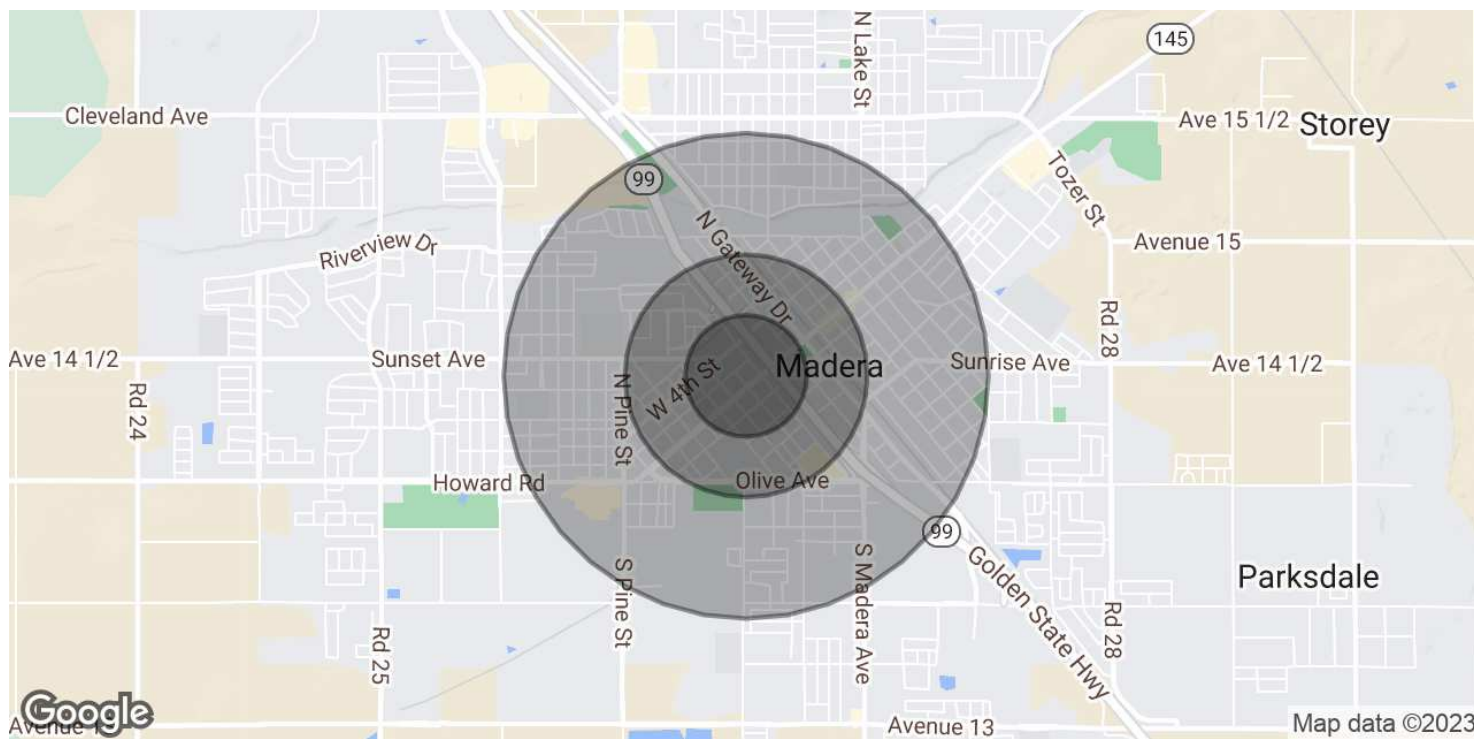 N Lake St
145
Cleveland Ave
Ave 15 1/2
Storey
99
Tozer St
N Gateway Dr
Riverview Dr
Avenue 15
Rd 28
Ave 14 1/2
Sunset Ave
W 4th St
Madera
Sunrise Ave
Ave 14 1/2
Rd 24
N Pine St
Howard Rd
Olive Ave
99
Golden State Hwy
S Pine St
S Madera Ave
Parksdale
Rd 25
Rd 28
Google
Avenue 13
Map data ©2023